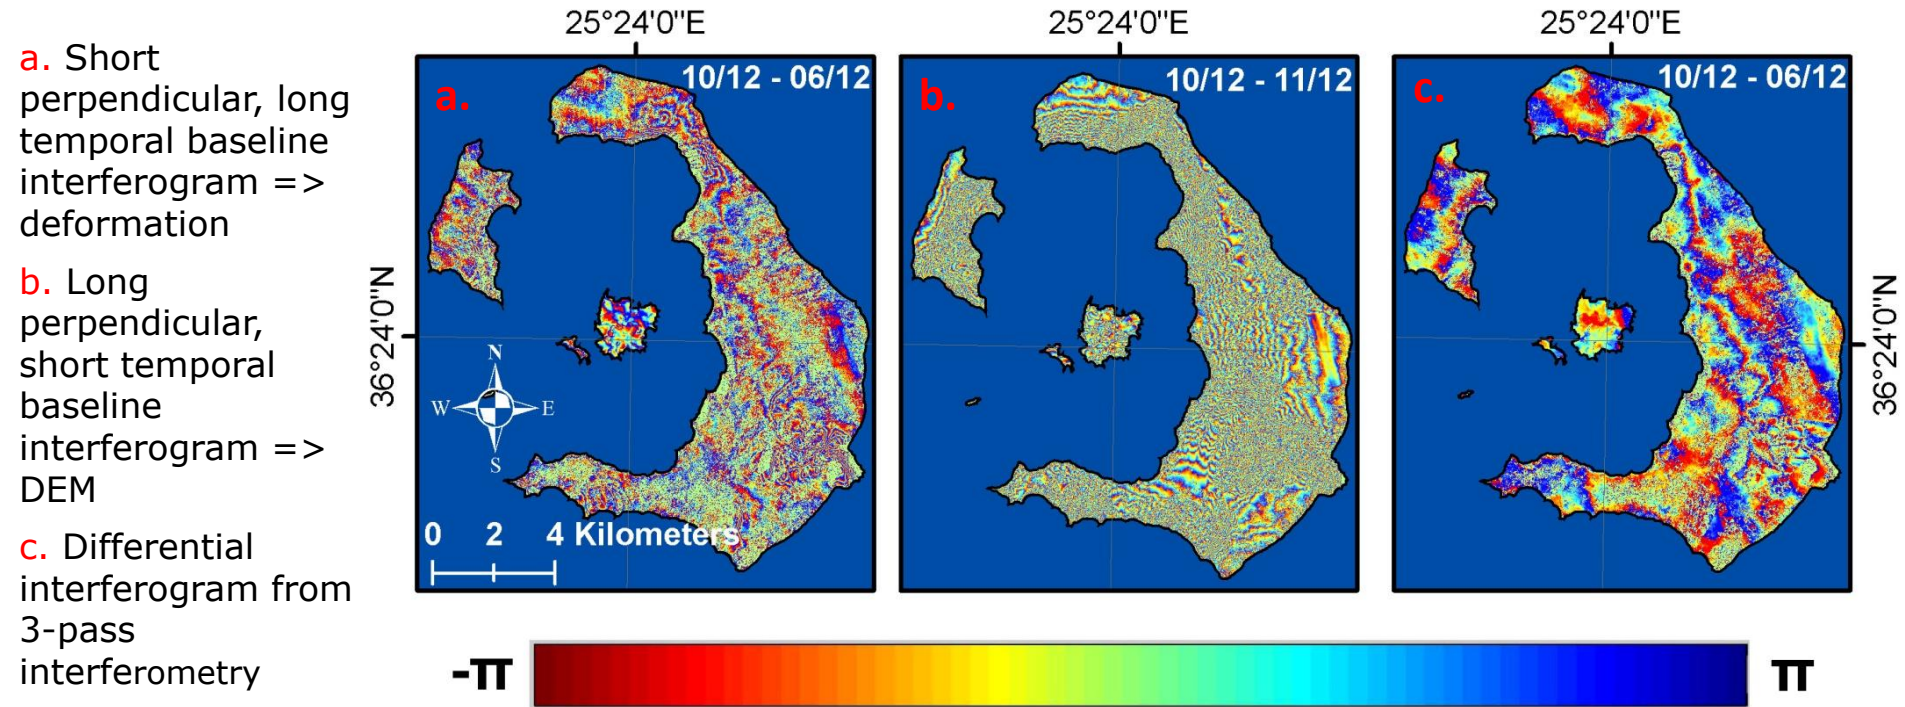 a. Short
perpendicular, long
temporal baseline
interferogram =>
deformation
b. Long
perpendicular,
short temporal
baseline
interferogram =>
DEM
c. Differential
interferogram from
3-pass
interferometry
25°24'0"E
25°24'0"E
25°24'0"E
a.
10/12 - 06/12
b.
10/12 - 11/12
c.
10/12 - 06/12
36°24'0"N
36°24'0"N
N
W
E
S
0 2 4 Kilometers
-π
π